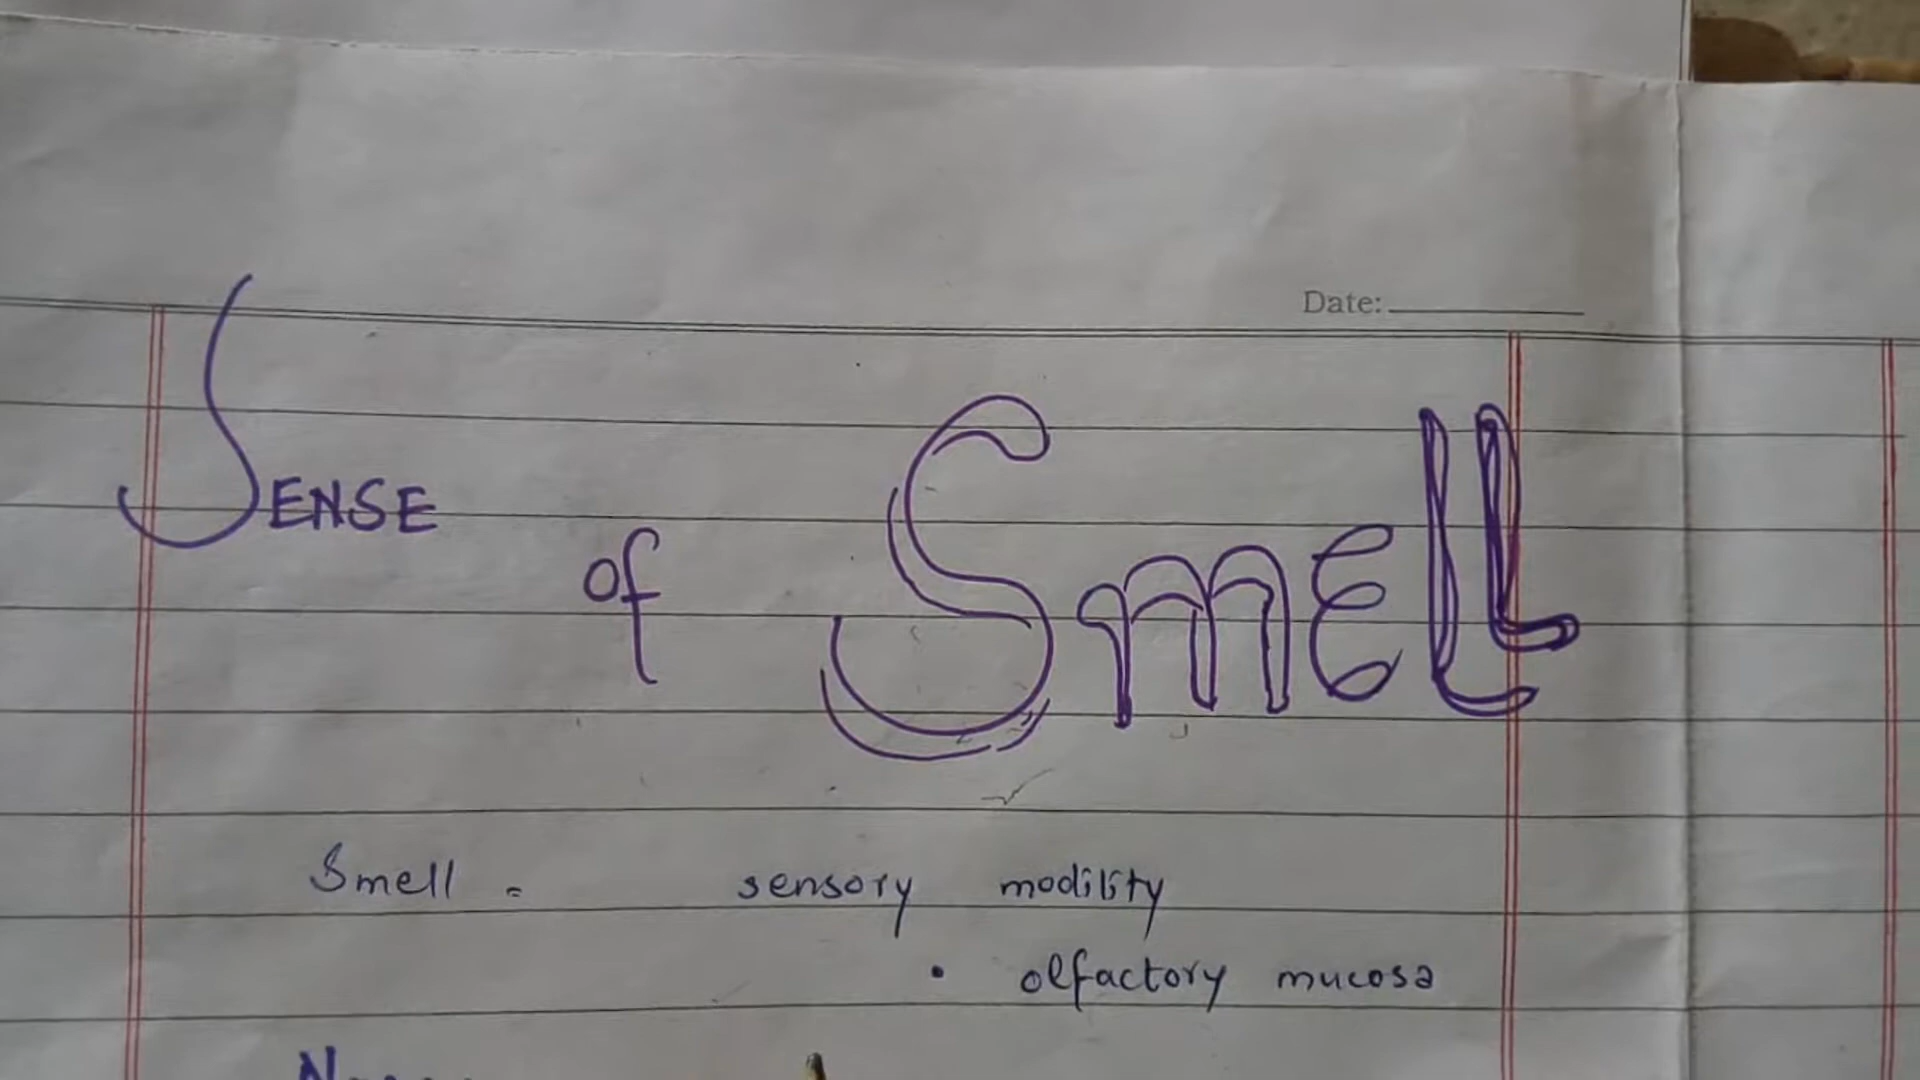 Date:
SENSE
of Smell
Smell = sensory modility
• olfactory mucosa